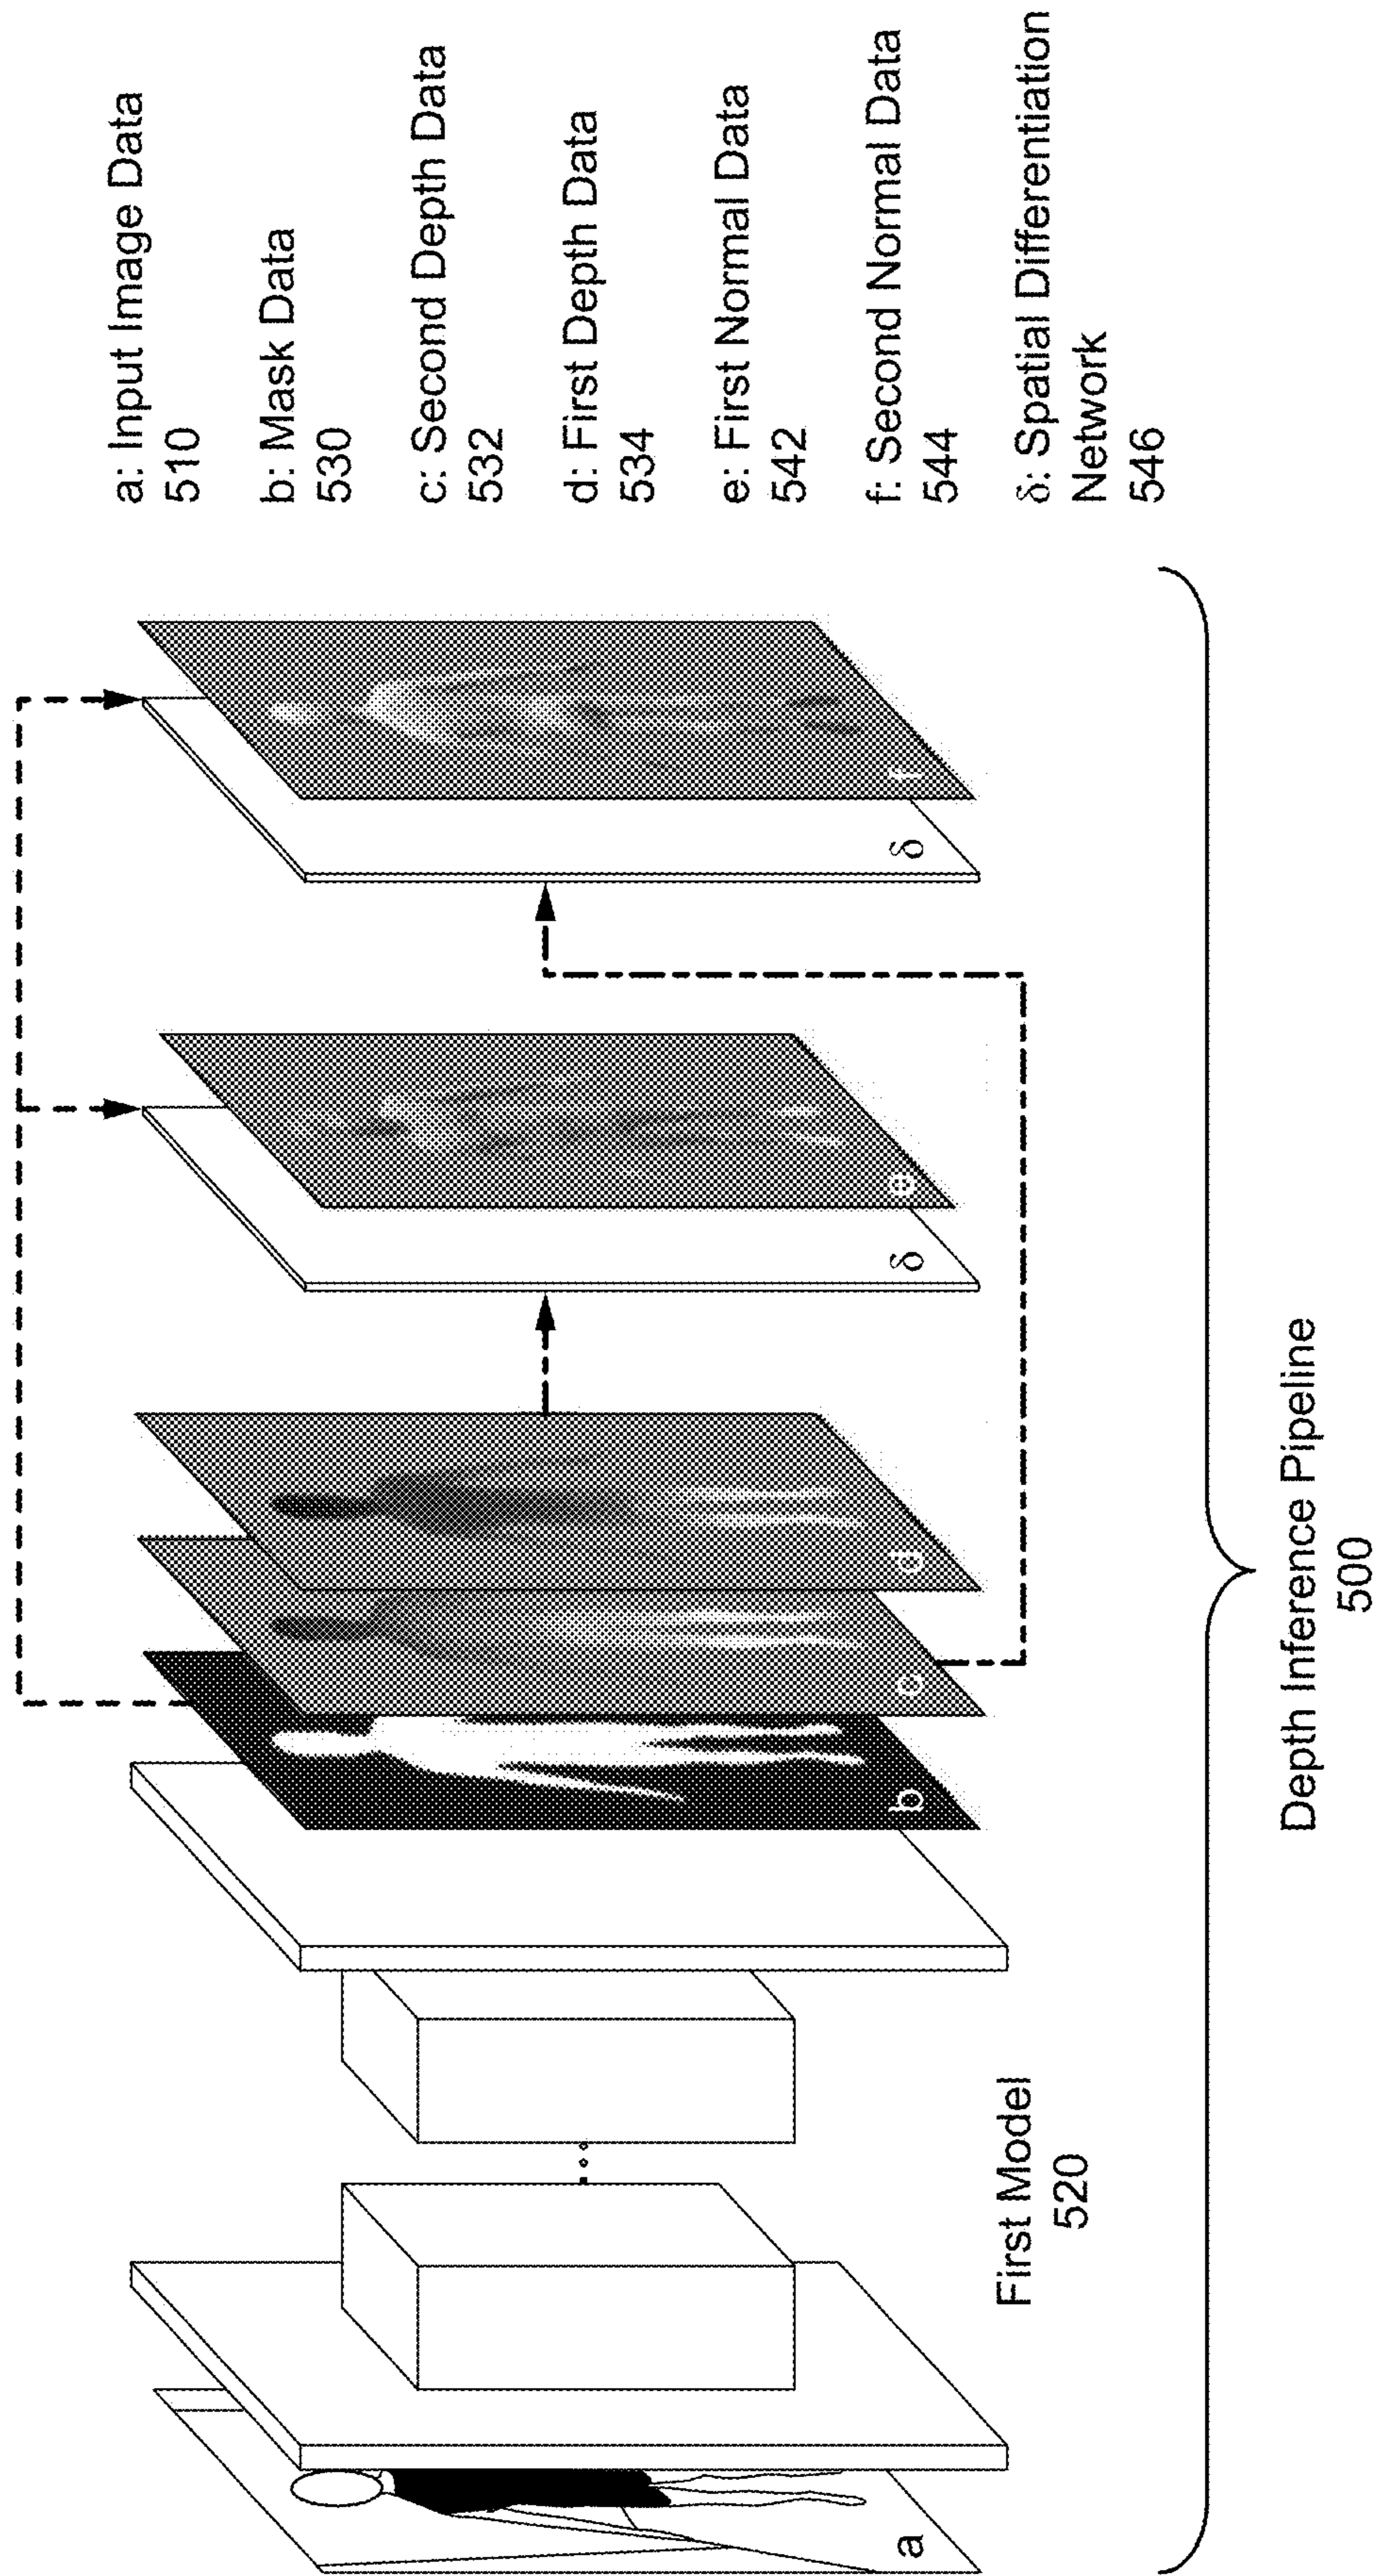 a
b
c
d
δ
e
δ
f
First Model
520
a: Input Image Data
510
b: Mask Data
530
c: Second Depth Data
532
d: First Depth Data
534
e: First Normal Data
542
f: Second Normal Data
544
δ: Spatial Differentiation
Network
546
Depth Inference Pipeline
500